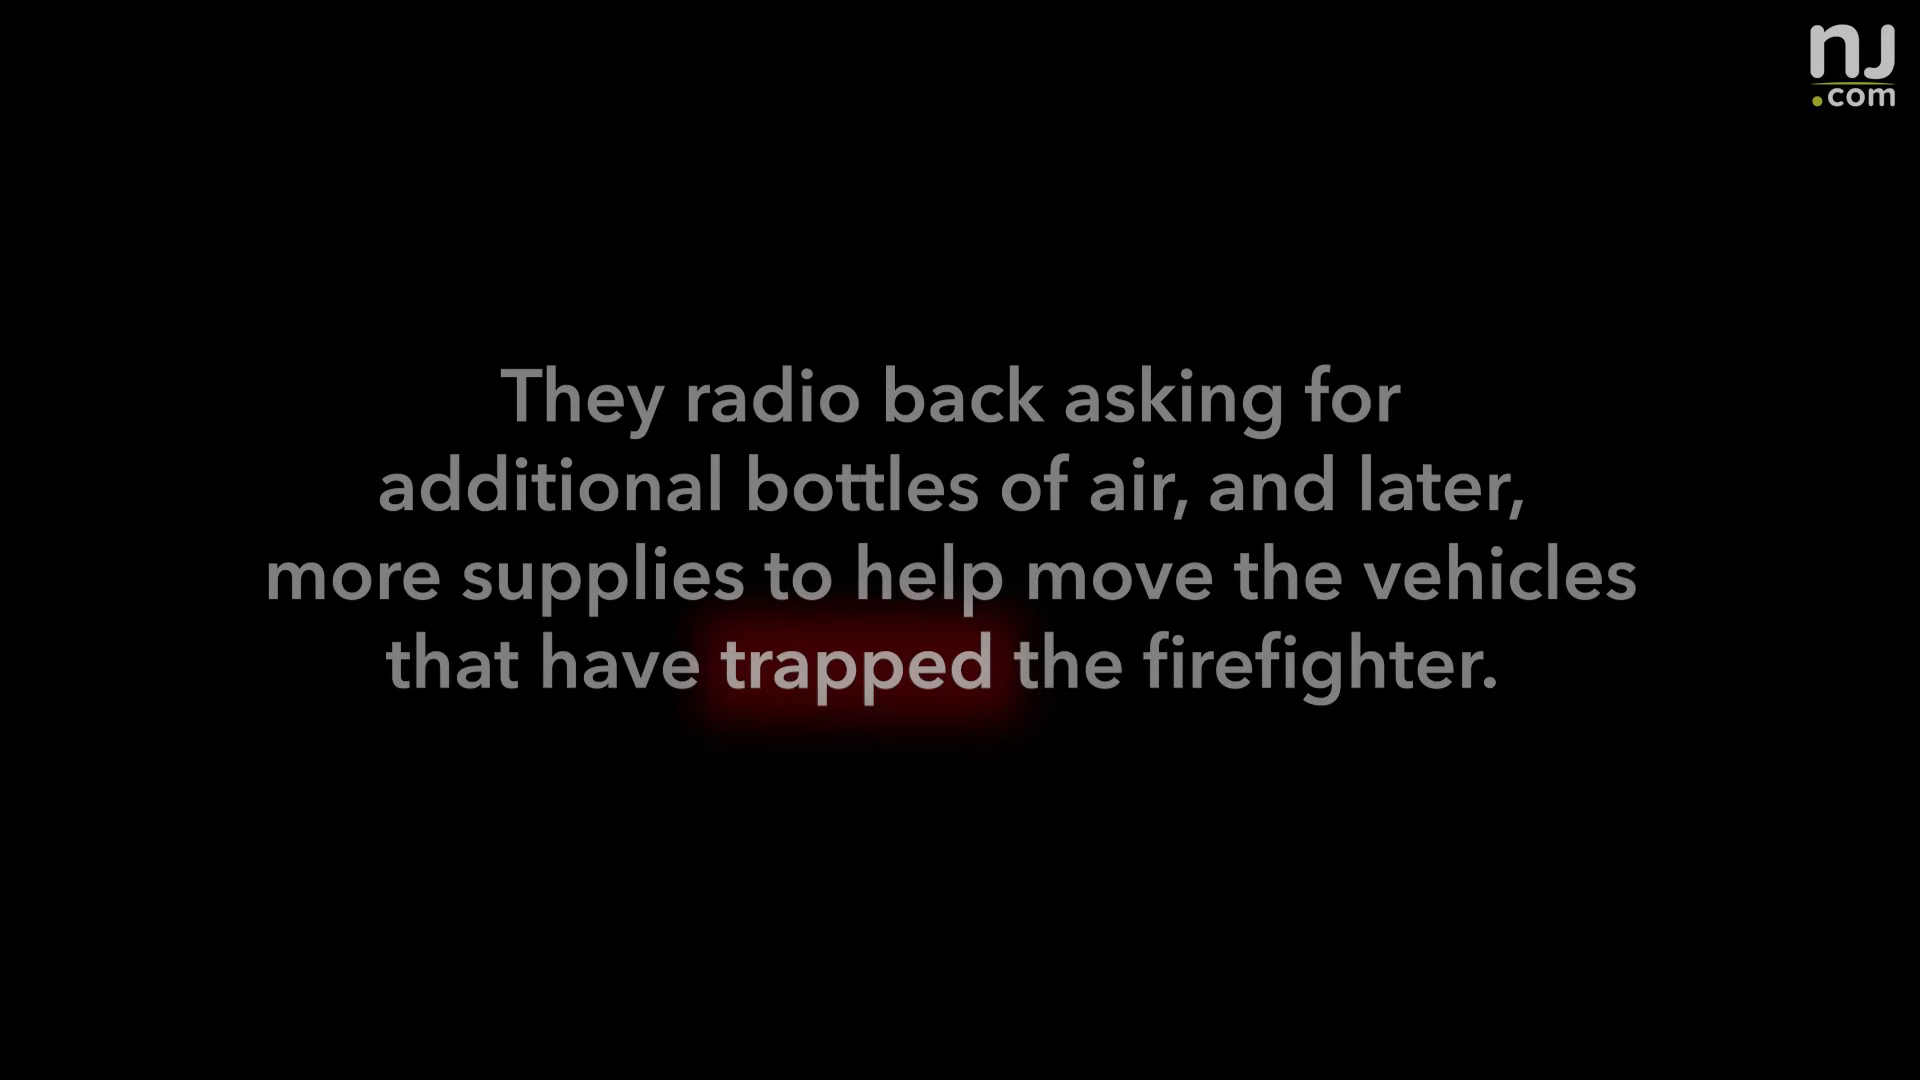 nj
.com
They radio back asking for
additional bottles of air, and later,
more supplies to help move the vehicles
that have trapped the firefighter.